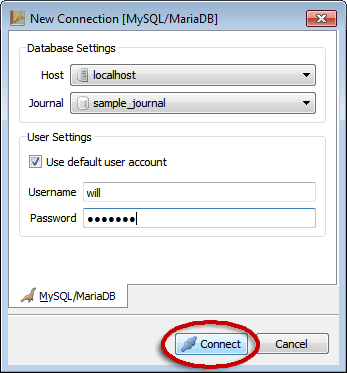 New Connection [MySQL/MariaDB]
Database Settings
Host localhost
Journal sample_journal
User Settings
Use default user account
Username will
Password ●●●●●●●
MySQL/MariaDB
Connect Cancel